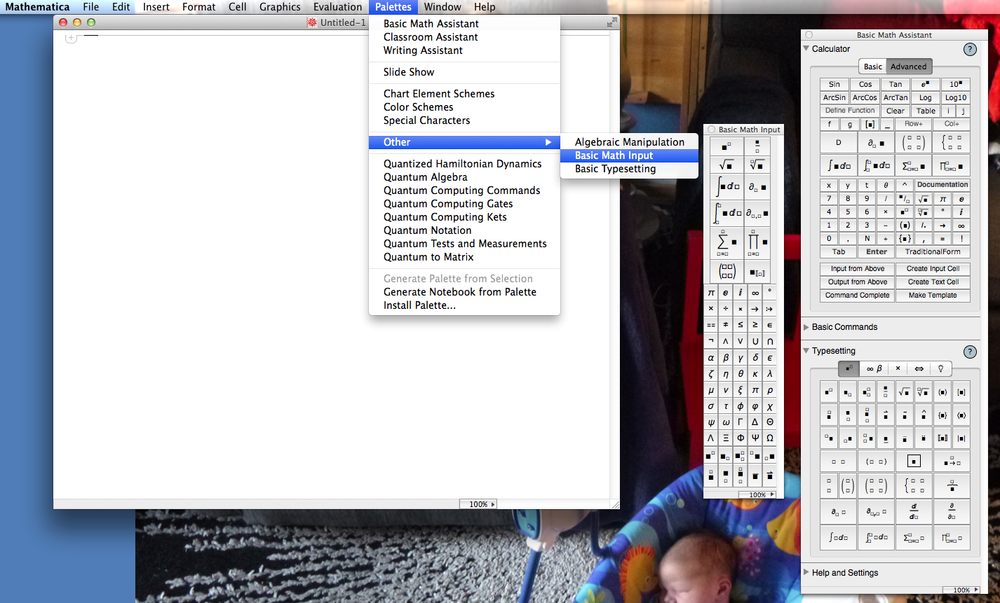 Mathematica File Edit Insert Format Cell Graphics Evaluation Palettes Window Help
Untitled-1
Basic Math Assistant
Classroom Assistant
Writing Assistant
Slide Show
Chart Element Schemes
Color Schemes
Special Characters
Other
Quantized Hamiltonian Dynamics
Quantum Algebra
Quantum Computing Commands
Quantum Computing Gates
Quantum Computing Kets
Quantum Notation
Quantum Tests and Measurements
Quantum to Matrix
Generate Palette from Selection
Generate Notebook from Palette
Install Palette...
Algebraic Manipulation
Basic Math Input
Basic Typesetting
100%
Basic Math Input
π ⅇ ⅈ ∞ °
× ÷ × → :→
== ≠ ≤ ≥ ∈
¬ ∧ ∨ ∪ ∩
α β γ δ ϵ
ζ η θ κ λ
μ ν ξ π ρ
σ τ ϕ φ χ
ψ ω Γ Δ Θ
Λ Ξ Φ Ψ Ω
100%
Basic Math Assistant
Calculator ?
Basic Advanced
Sin Cos Tan ⅇ■ 10■
ArcSin ArcCos ArcTan Log Log10
Define Function Clear Table i j
f g [■] _ Row+ Col+
D ∂□ ■
∫■ⅆ□ ∫■ⅆ□ Σ□=□ ■ ∏□=□ ■
x y t θ ^ Documentation
7 8 9 / ■/□ √■ π ⅇ
4 5 6 × ■□ √■ ° ⅈ
1 2 3 − (■) /. → ∞
0 . N + {■} , = !
Tab Enter TraditionalForm
Input from Above Create Input Cell
Output from Above Create Text Cell
Command Complete Make Template
Basic Commands
Typesetting ?
∞ β × ⇔
Help and Settings
100%